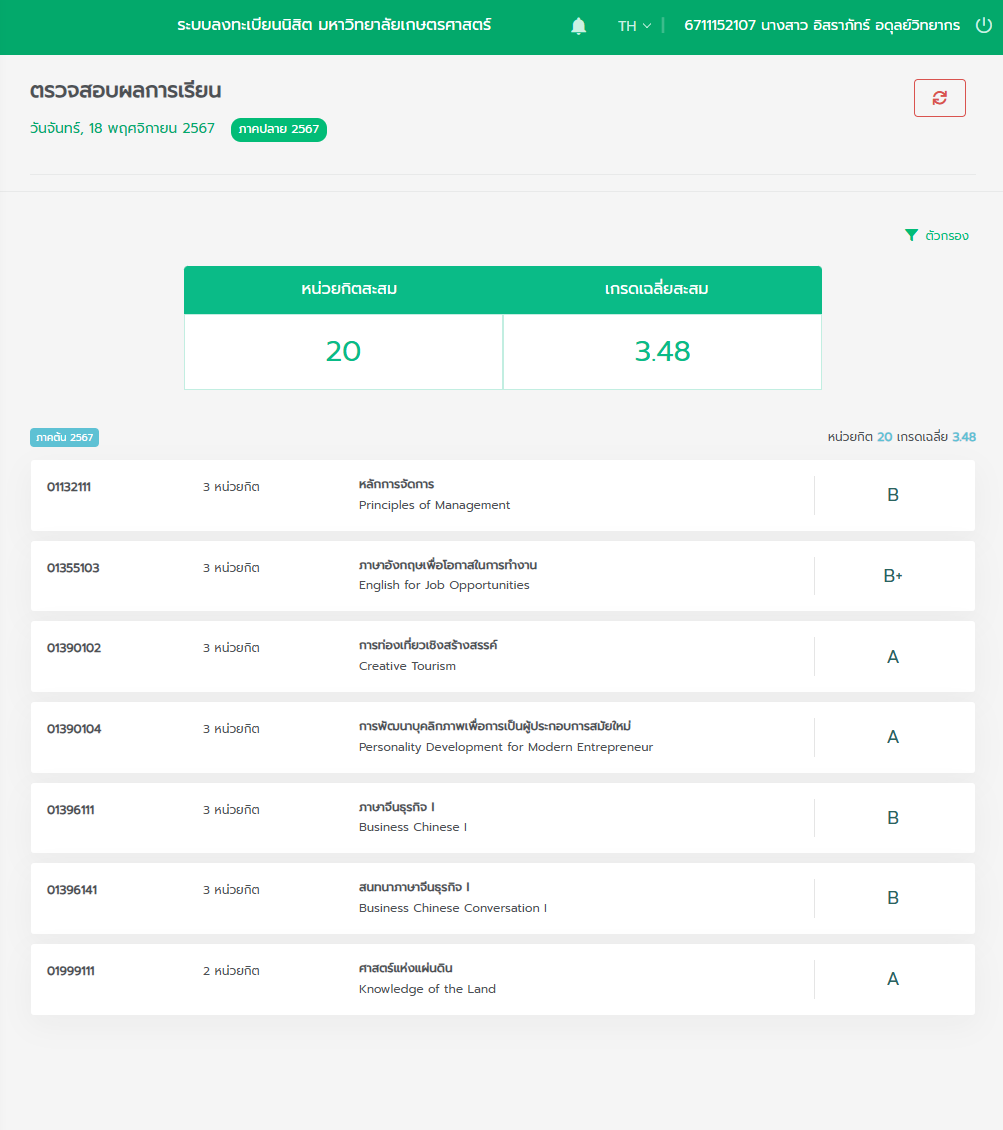 ระบบลงทะเบียนนิสิต มหาวิทยาลัยเกษตรศาสตร์ TH 6711152107 นางสาว อิสราภัทร์ อดุลย์วิทยากร
ตรวจสอบผลการเรียน
วันจันทร์, 18 พฤศจิกายน 2567 ภาคปลาย 2567
ตัวกรอง
หน่วยกิตสะสม เกรดเฉลี่ยสะสม
20 3.48
ภาคต้น 2567 หน่วยกิต 20 เกรดเฉลี่ย 3.48
01132111 3 หน่วยกิต หลักการจัดการ B
Principles of Management
01355103 3 หน่วยกิต ภาษาอังกฤษเพื่อโอกาสในการทำงาน B+
English for Job Opportunities
01390102 3 หน่วยกิต การท่องเที่ยวเชิงสร้างสรรค์ A
Creative Tourism
01390104 3 หน่วยกิต การพัฒนาบุคลิกภาพเพื่อการเป็นผู้ประกอบการสมัยใหม่ A
Personality Development for Modern Entrepreneur
01396111 3 หน่วยกิต ภาษาจีนธุรกิจ I B
Business Chinese I
01396141 3 หน่วยกิต สนทนาภาษาจีนธุรกิจ I B
Business Chinese Conversation I
01999111 2 หน่วยกิต ศาสตร์แห่งแผ่นดิน A
Knowledge of the Land